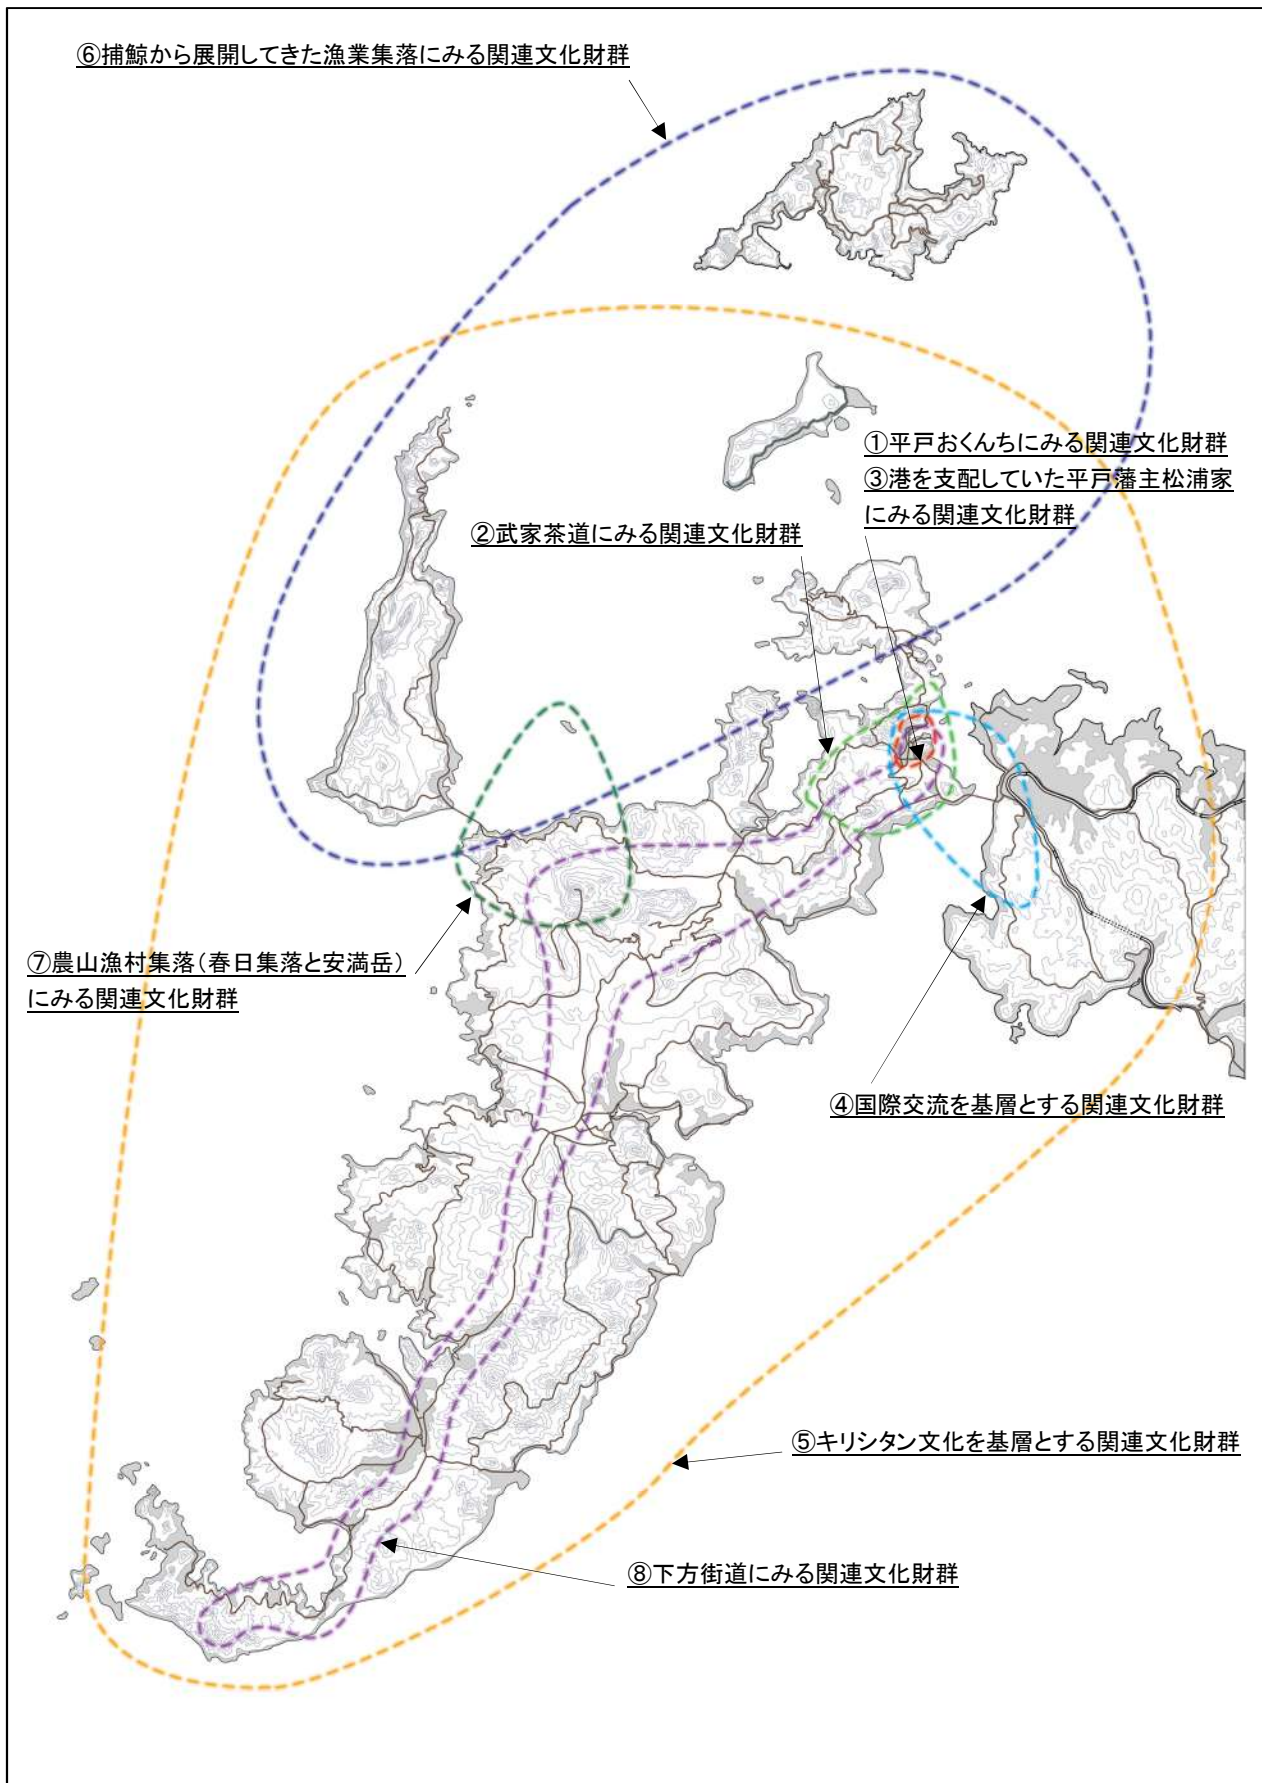 ⑥捕鯨から展開してきた漁業集落にみる関連文化財群
①平戸おくんちにみる関連文化財群
③港を支配していた平戸藩主松浦家
にみる関連文化財群
②武家茶道にみる関連文化財群
⑦農山漁村集落(春日集落と安満岳)
にみる関連文化財群
④国際交流を基層とする関連文化財群
⑤キリシタン文化を基層とする関連文化財群
⑧下方街道にみる関連文化財群